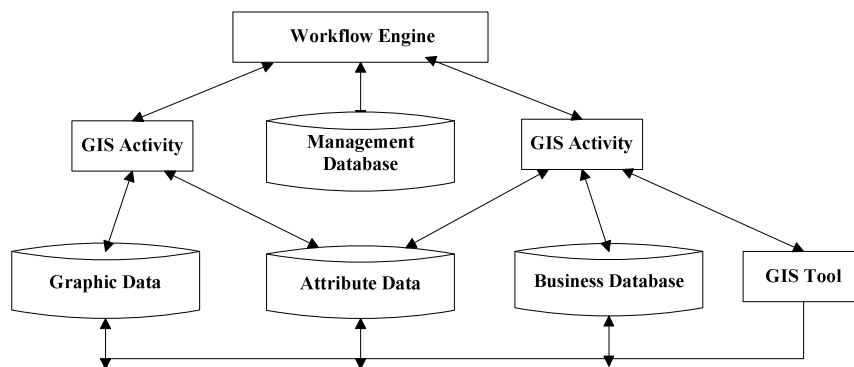 Workflow Engine
GIS Activity
Management
Database
GIS Activity
Graphic Data
Attribute Data
Business Database
GIS Tool